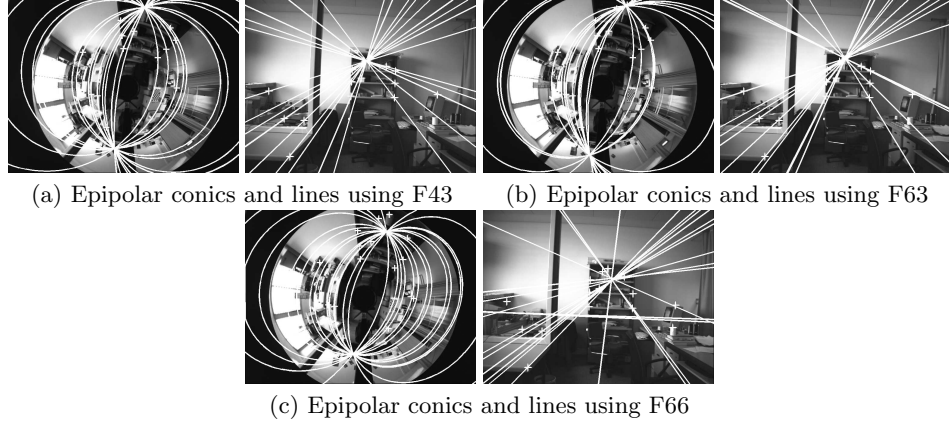 (a) Epipolar conics and lines using F43
(b) Epipolar conics and lines using F63
(c) Epipolar conics and lines using F66